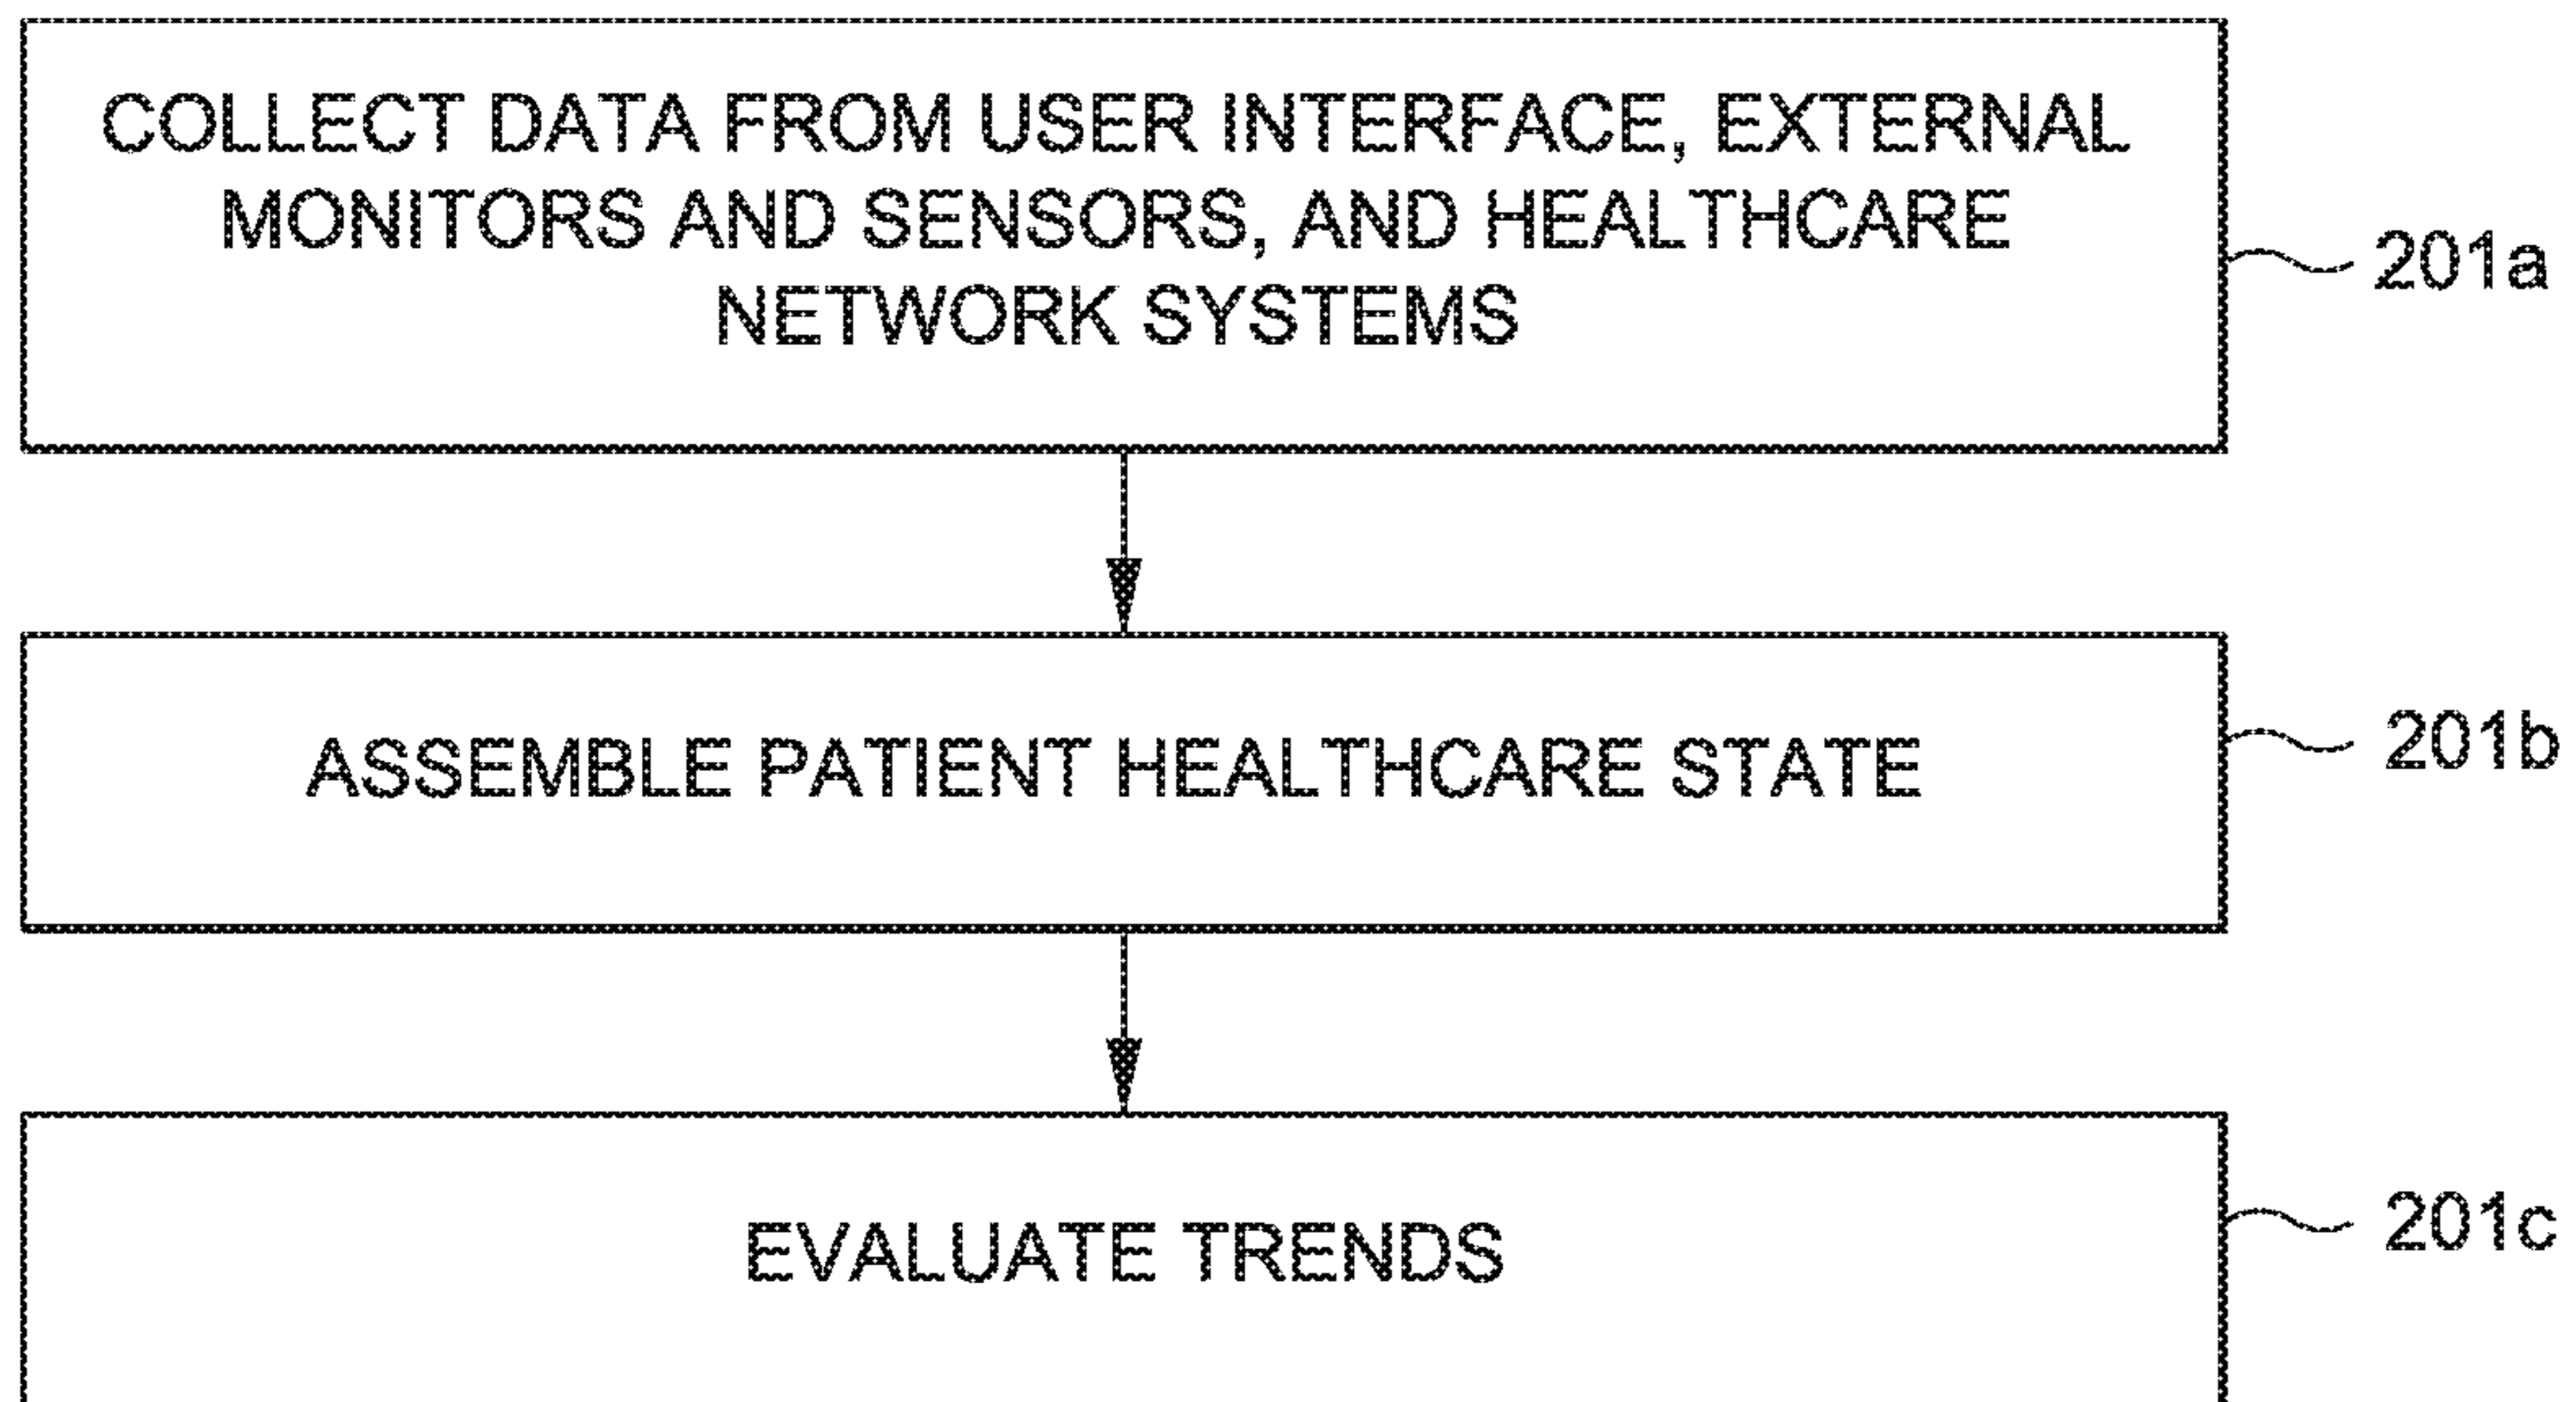 COLLECT DATA FROM USER INTERFACE, EXTERNAL
MONITORS AND SENSORS, AND HEALTHCARE
NETWORK SYSTEMS
201a
ASSEMBLE PATIENT HEALTHCARE STATE
201b
EVALUATE TRENDS
201c